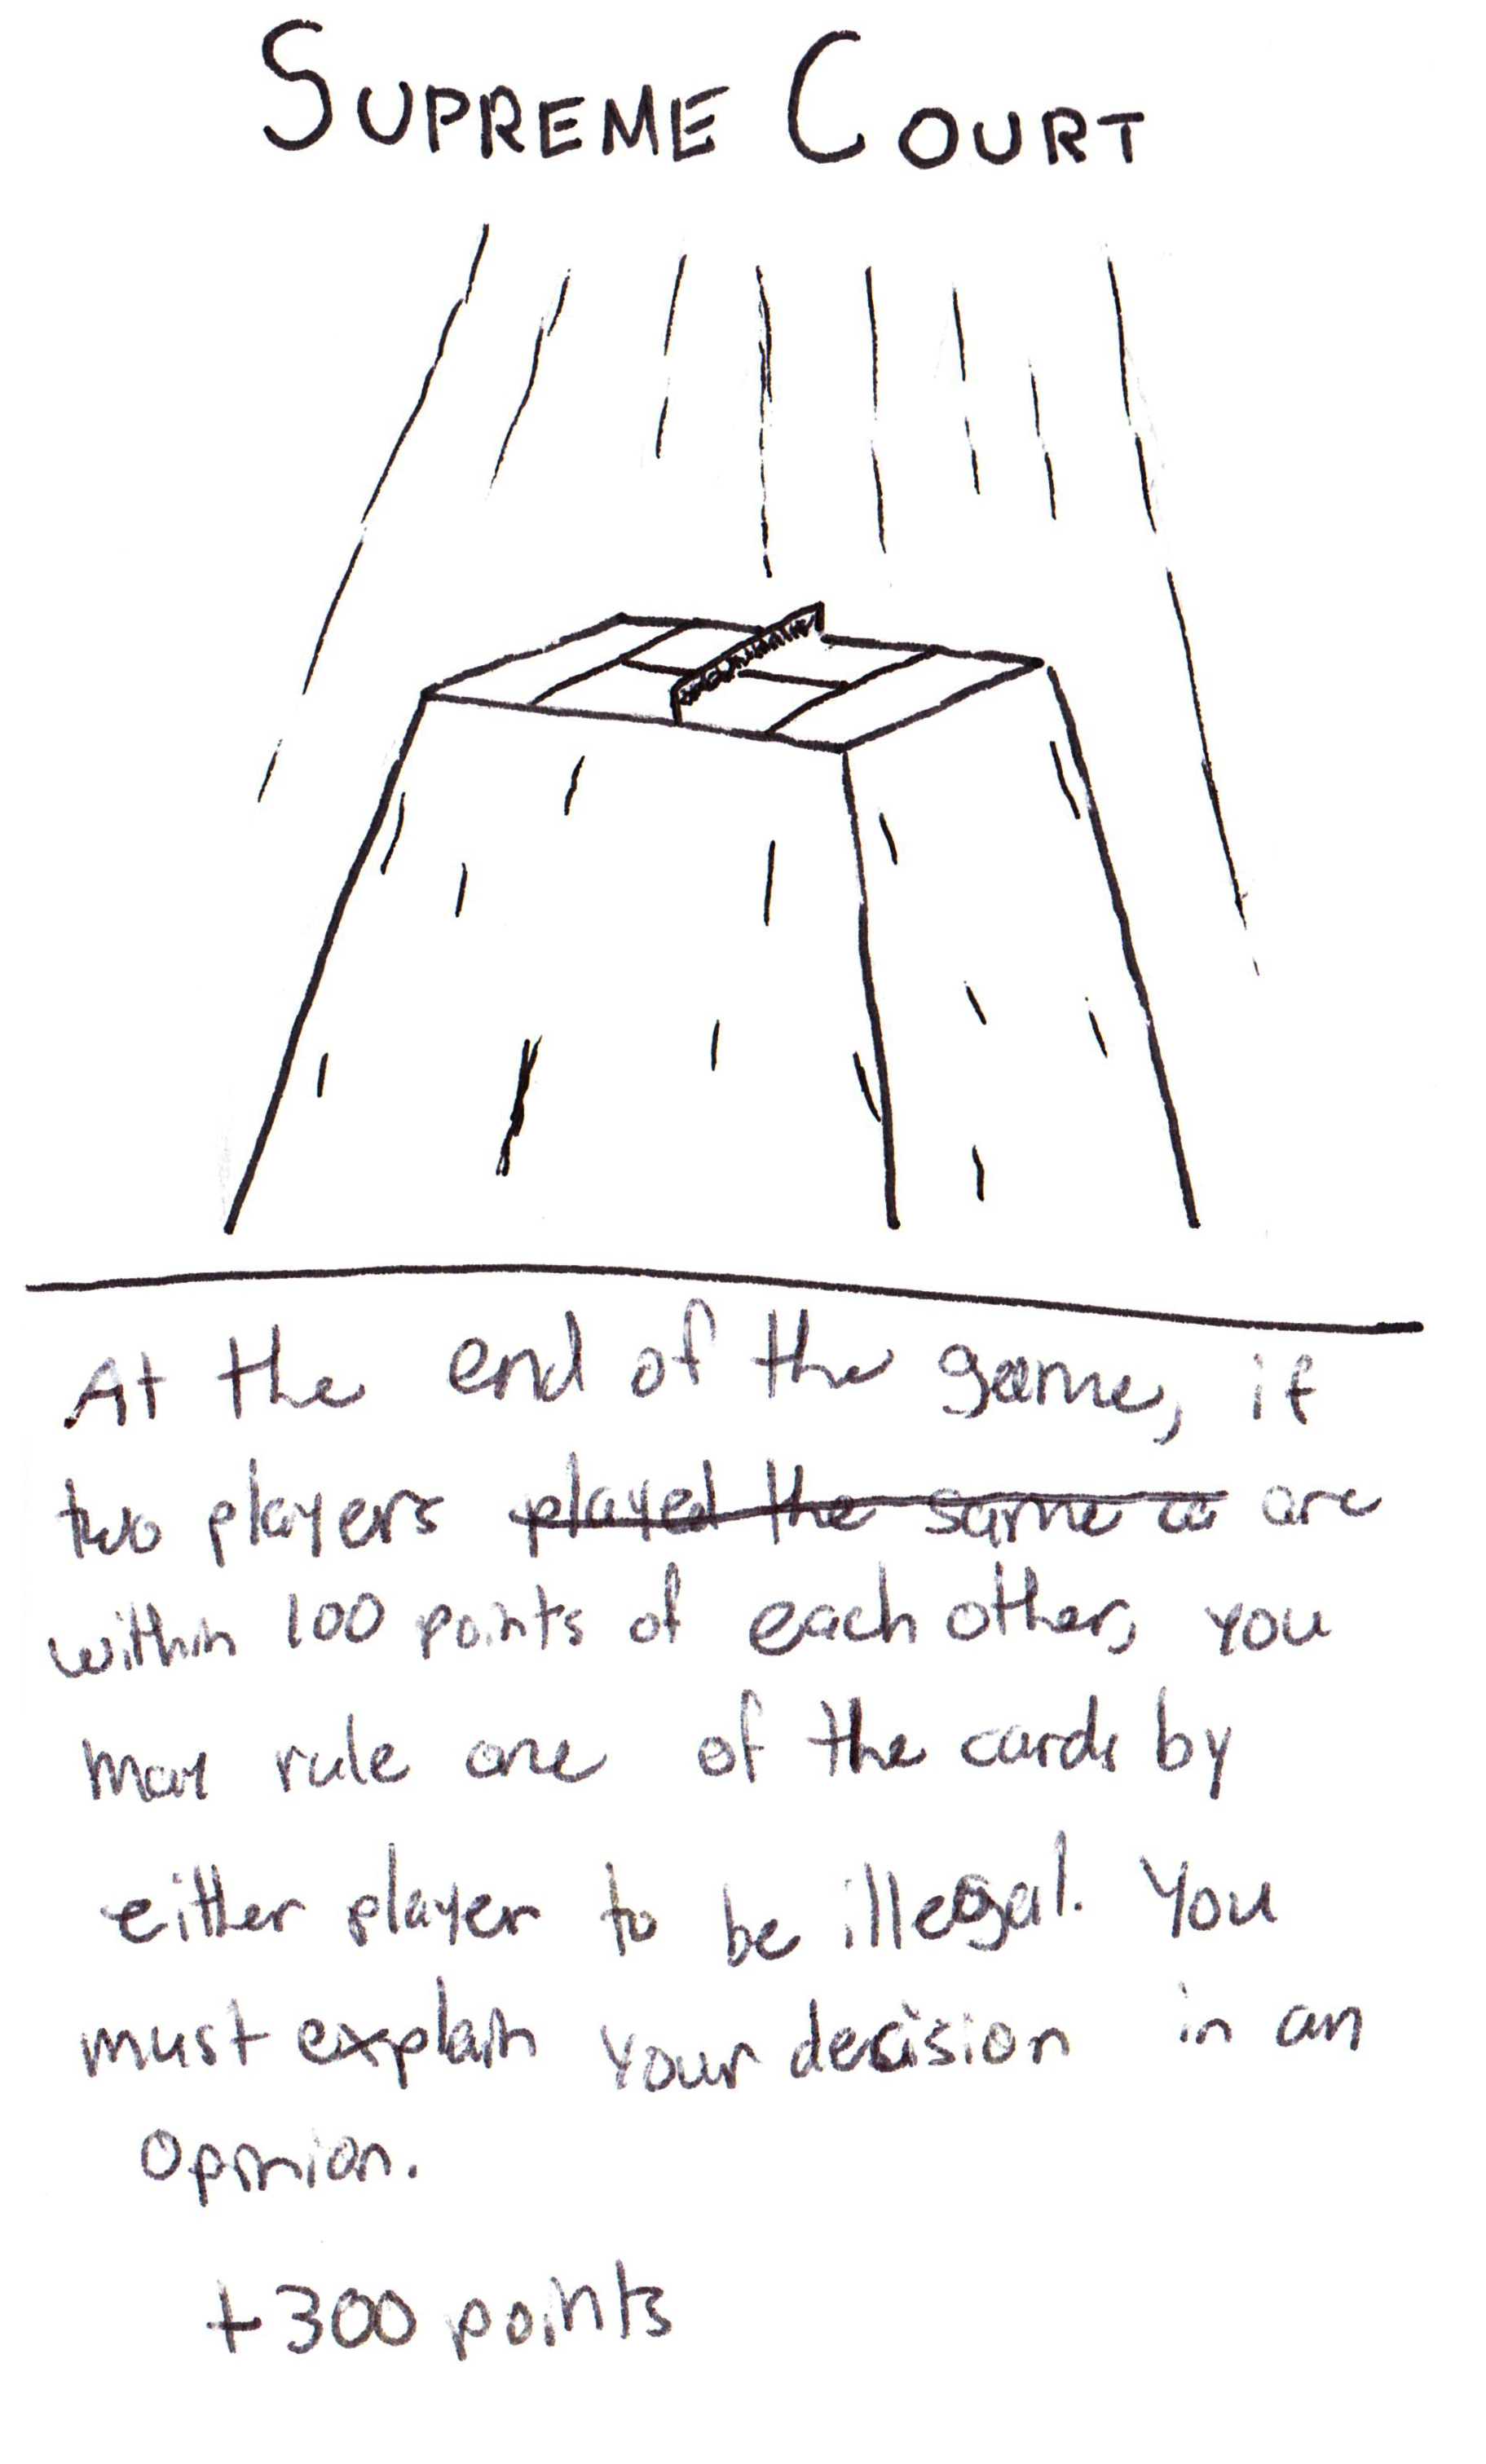 SUPREME COURT
At the end of the game, if
two players played the same ca are
within 100 points of each other, you
may rule one of the cards by
either player to be illegal. You
must explain your decision in an
opinion.
+300 points